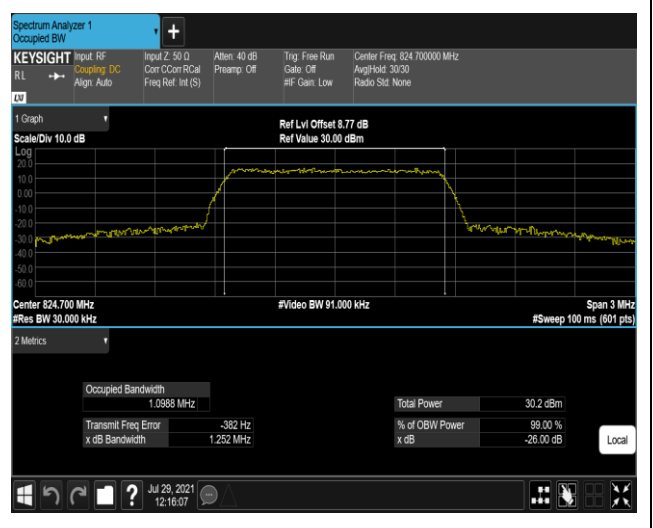 Spectrum Analyzer 1
Occupied BW
+
KEYSIGHT
RL
LXI
Input: RF
Coupling: DC
Align: Auto
Input Z: 50 Ω
Corr CCorr RCal
Freq Ref: Int (S)
Atten: 40 dB
Preamp: Off
Trig: Free Run
Gate: Off
#IF Gain: Low
Center Freq: 824.700000 MHz
Avg|Hold: 30/30
Radio Std: None
1 Graph
Scale/Div 10.0 dB
Ref Lvl Offset 8.77 dB
Ref Value 30.00 dBm
Log
20.0
10.0
0.00
-10.0
-20.0
-30.0
-40.0
-50.0
-60.0
Center 824.700 MHz
#Res BW 30.000 kHz
#Video BW 91.000 kHz
Span 3 MHz
#Sweep 100 ms (601 pts)
2 Metrics
Occupied Bandwidth
1.0988 MHz
Transmit Freq Error -382 Hz
x dB Bandwidth 1.252 MHz
Total Power 30.2 dBm
% of OBW Power 99.00 %
x dB -26.00 dB
Local
?
Jul 29, 2021
12:16:07